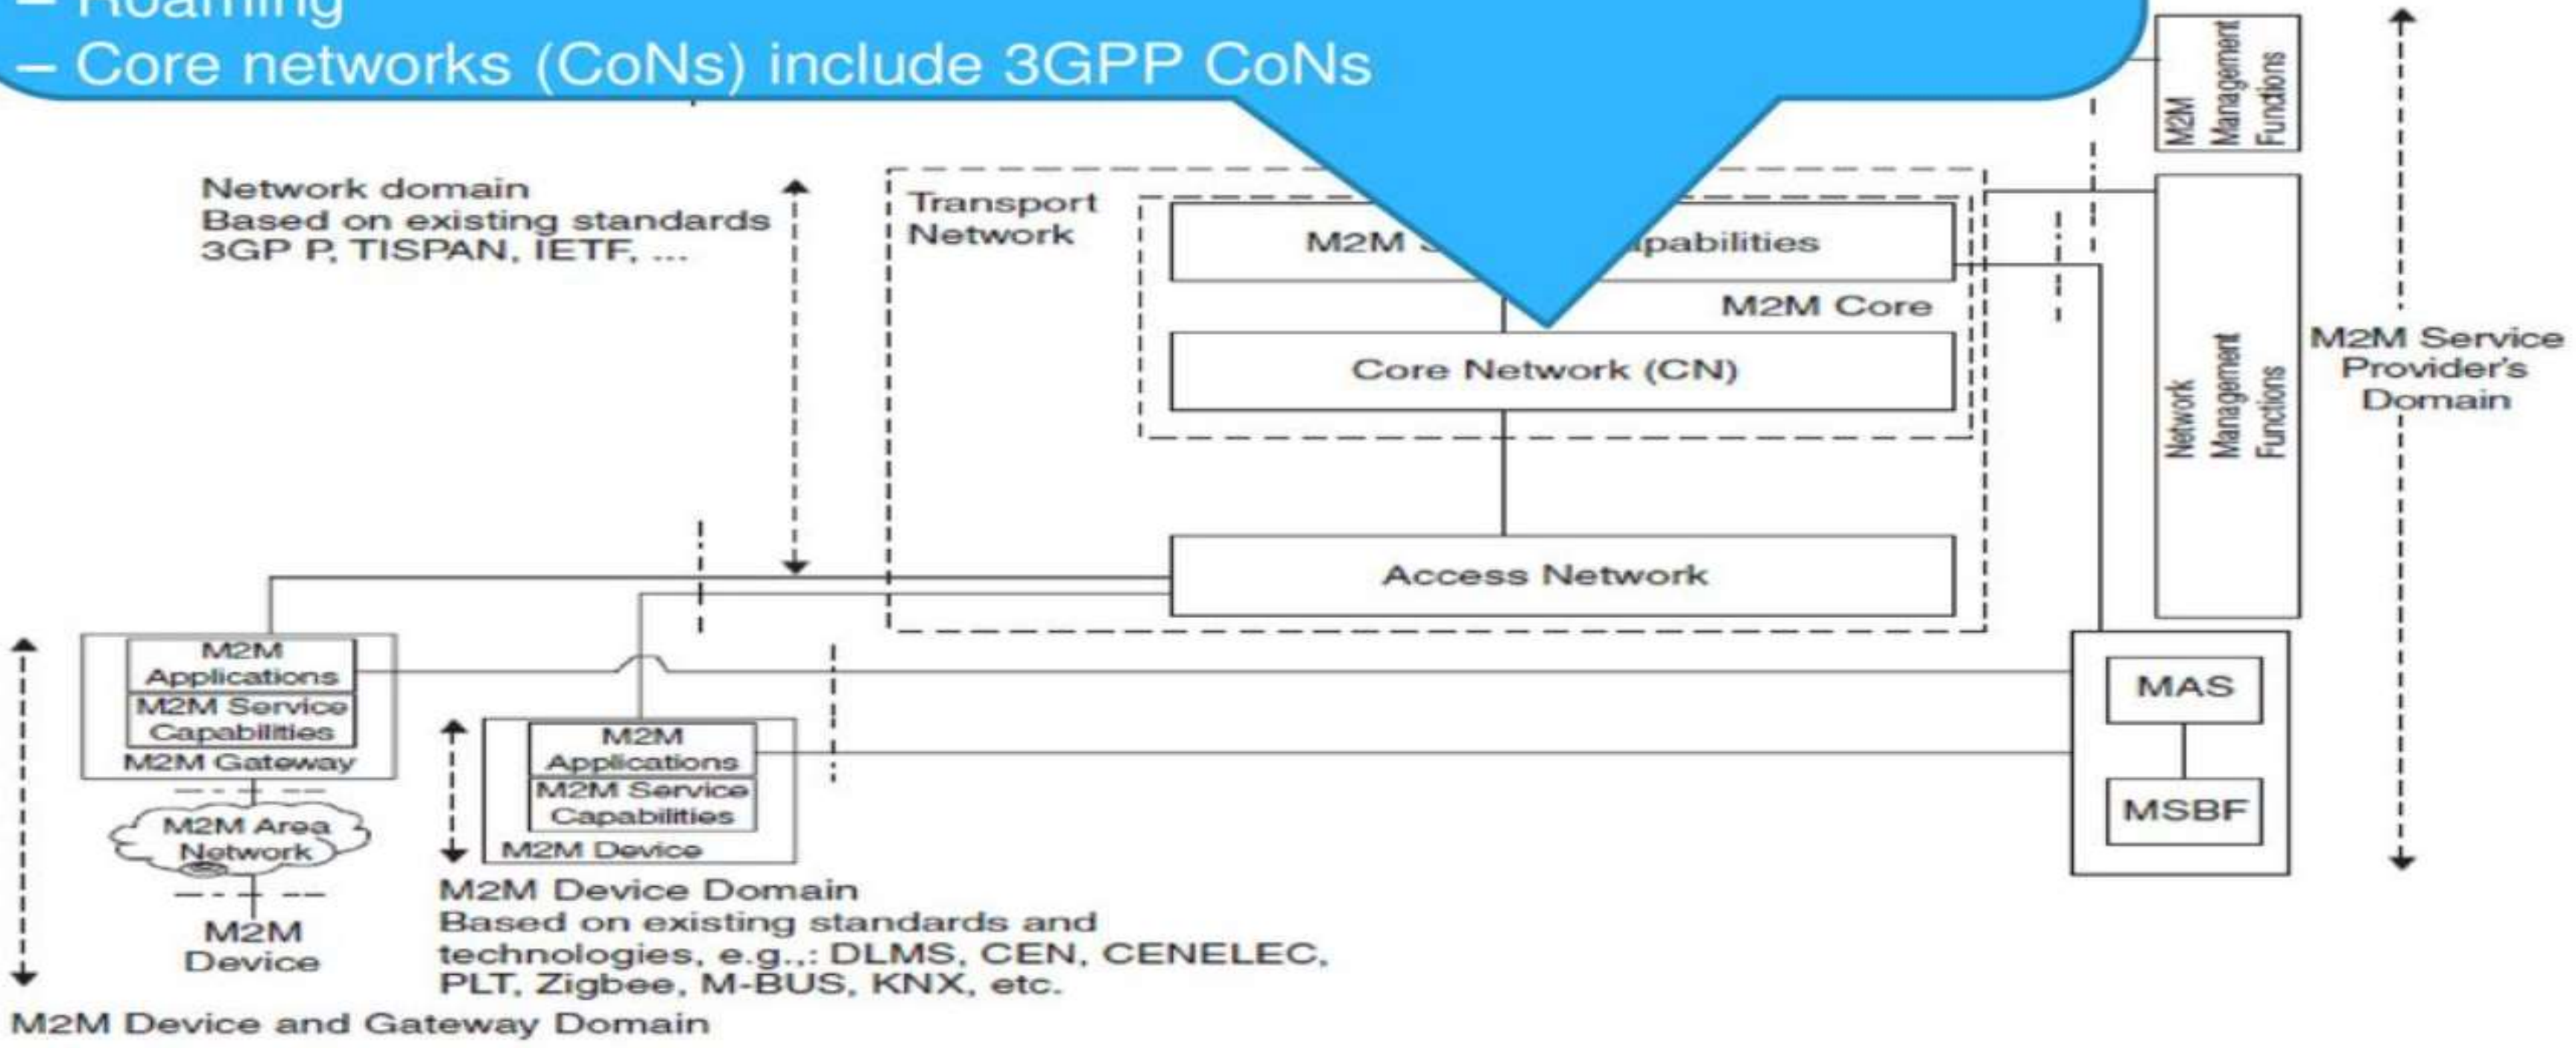 – Roaming
– Core networks (CoNs) include 3GPP CoNs
M2M
Management
Functions
Network domain
Based on existing standards
3GP P, TISPAN, IETF, ...
Transport
Network
M2M
pabilities
M2M Core
Core Network (CN)
Access Network
Network
Management
Functions
M2M Service
Provider's
Domain
M2M
Applications
M2M Service
Capabilities
M2M Gateway
M2M Area
Network
M2M
Device
M2M
Applications
M2M Service
Capabilities
M2M Device
MAS
MSBF
M2M Device Domain
Based on existing standards and
technologies, e.g.,: DLMS, CEN, CENELEC,
PLT, Zigbee, M-BUS, KNX, etc.
M2M Device and Gateway Domain